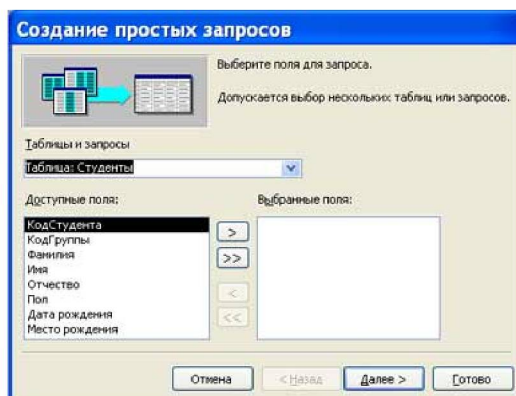 Создание простых запросов
Выберите поля для запроса.
Допускается выбор нескольких таблиц или запросов.
Таблицы и запросы
Таблица: Студенты
Доступные поля:
Выбранные поля:
КодСтудента
КодГруппы
Фамилия
Имя
Отчество
Пол
Дата рождения
Место рождения
>
>>
<
<<
Отмена
< Назад
Далее >
Готово